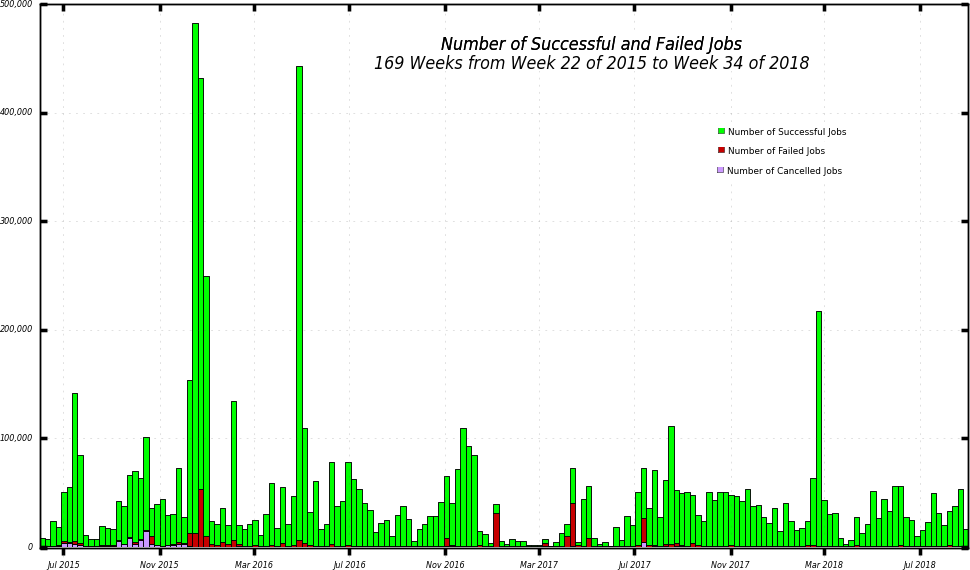 500,000
Number of Successful and Failed Jobs
169 Weeks from Week 22 of 2015 to Week 34 of 2018
400,000
Number of Successful Jobs
Number of Failed Jobs
Number of Cancelled Jobs
300,000
200,000
100,000
0
Jul 2015 Nov 2015 Mar 2016 Jul 2016 Nov 2016 Mar 2017 Jul 2017 Nov 2017 Mar 2018 Jul 2018